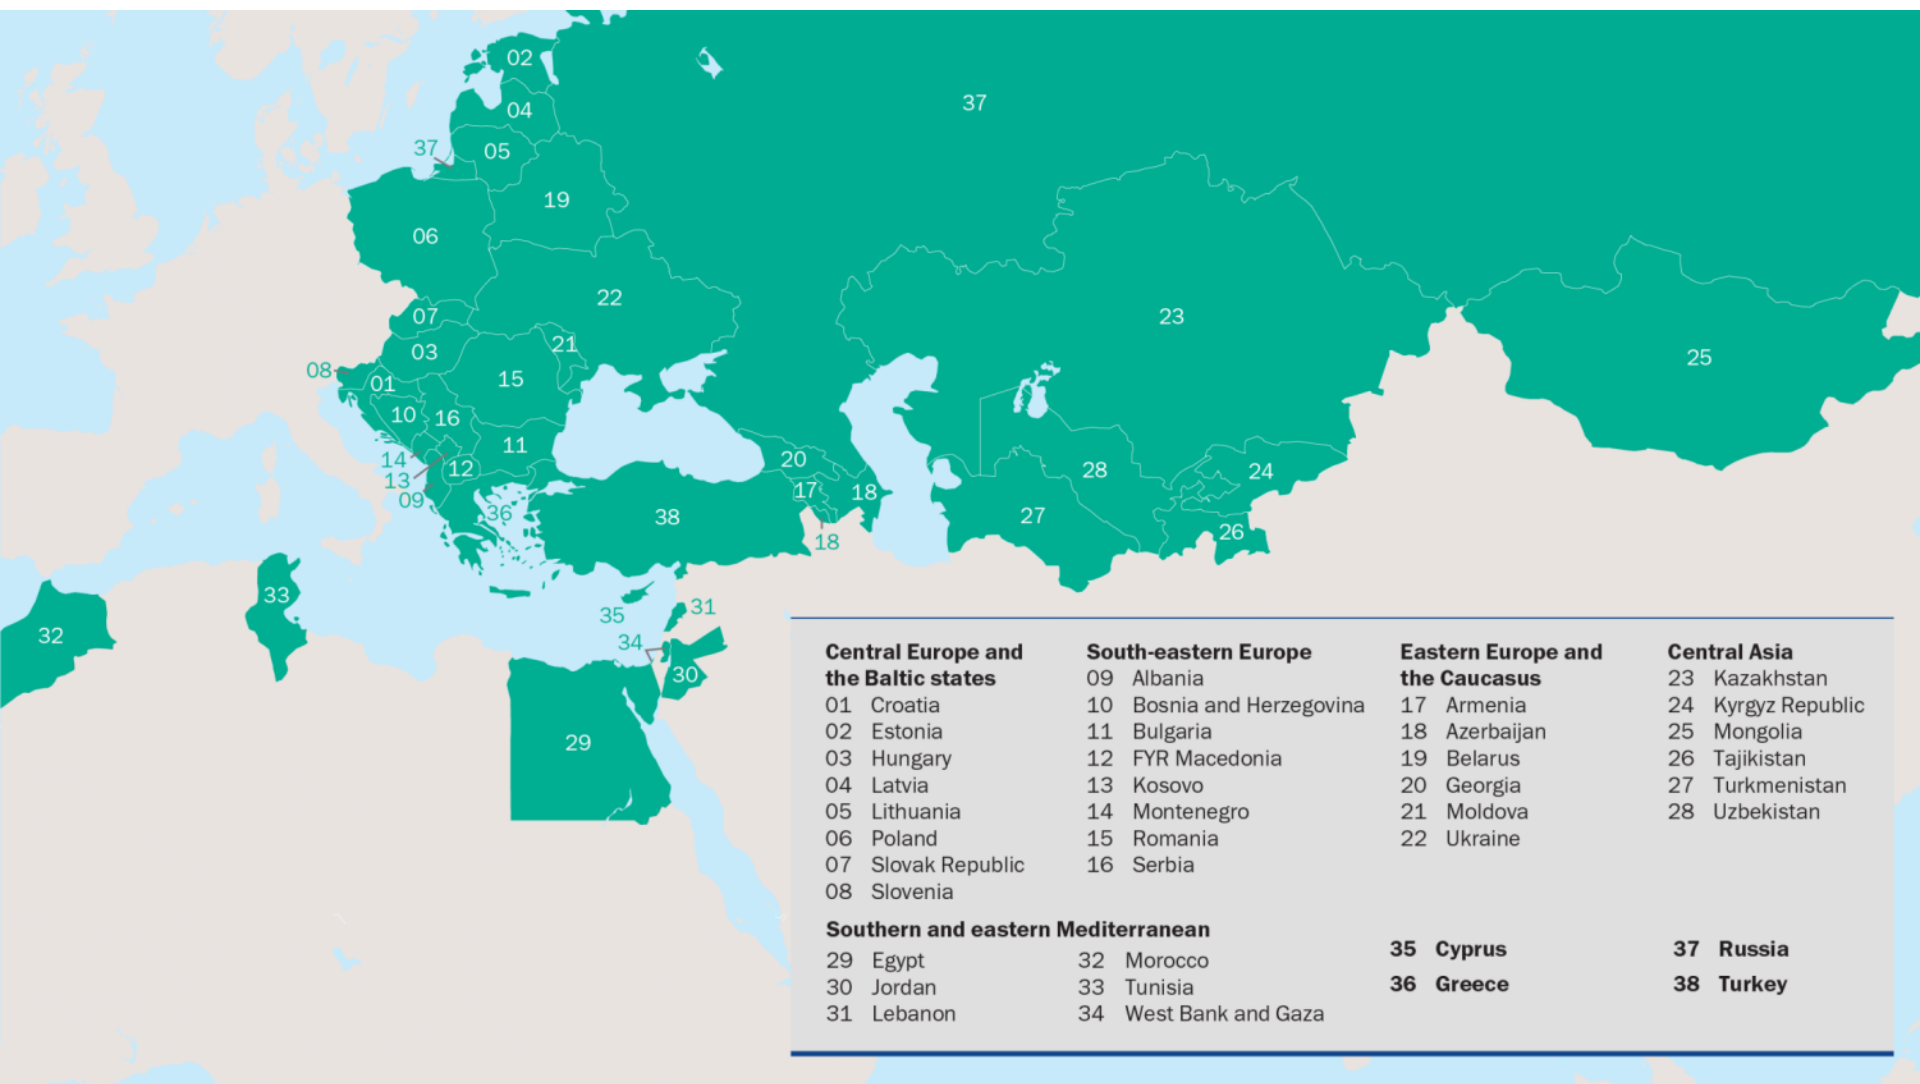 02
37
04
37
05
19
06
22
07
23
21
03
25
08
15
01
10
16
11
14
20
12
28
24
13
17
18
09
36
38
27
26
18
33
31
35
32
34
30
29
Central Europe and
the Baltic states
01 Croatia
02 Estonia
03 Hungary
04 Latvia
05 Lithuania
06 Poland
07 Slovak Republic
08 Slovenia
South-eastern Europe
09 Albania
10 Bosnia and Herzegovina
11 Bulgaria
12 FYR Macedonia
13 Kosovo
14 Montenegro
15 Romania
16 Serbia
Eastern Europe and
the Caucasus
17 Armenia
18 Azerbaijan
19 Belarus
20 Georgia
21 Moldova
22 Ukraine
Central Asia
23 Kazakhstan
24 Kyrgyz Republic
25 Mongolia
26 Tajikistan
27 Turkmenistan
28 Uzbekistan
Southern and eastern Mediterranean
29 Egypt
30 Jordan
31 Lebanon
32 Morocco
33 Tunisia
34 West Bank and Gaza
35 Cyprus
36 Greece
37 Russia
38 Turkey